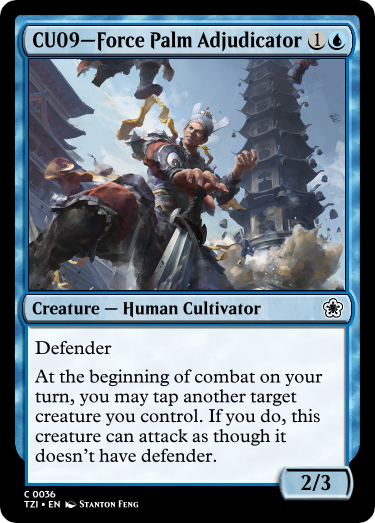 CU09—Force Palm Adjudicator 1
Creature — Human Cultivator
Defender
At the beginning of combat on your
turn, you may tap another target
creature you control. If you do, this
creature can attack as though it
doesn't have defender.
2/3
C 0036
TZI • EN Stanton Feng